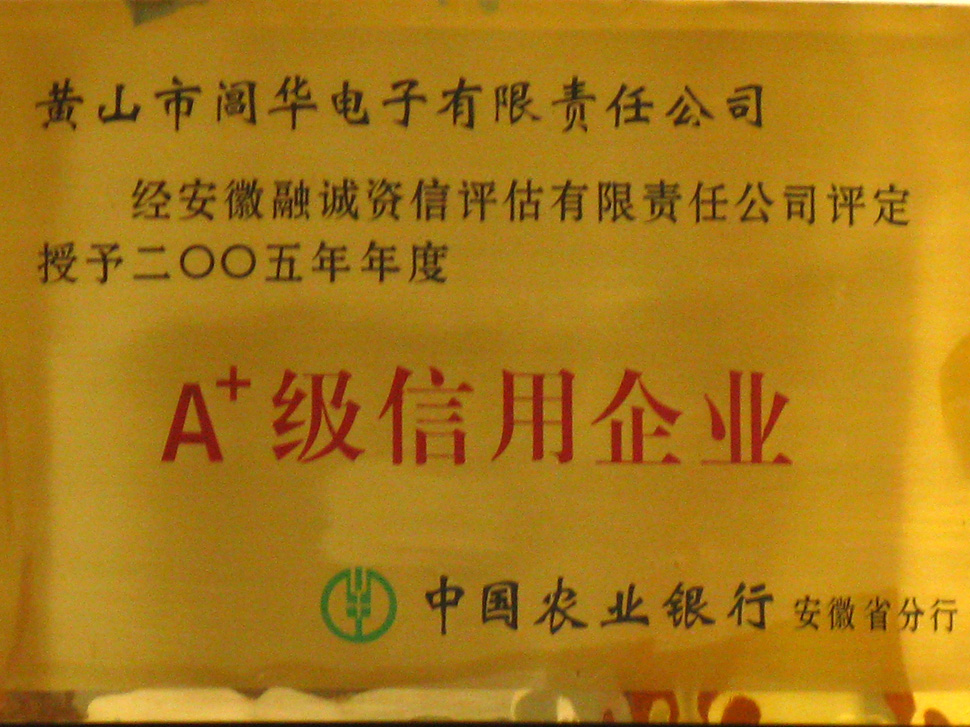 黄山市阊华电子有限责任公司
经安徽融诚资信评估有限责任公司评定
授予二〇〇五年年度
A+级信用企业
中国农业银行 安徽省分行